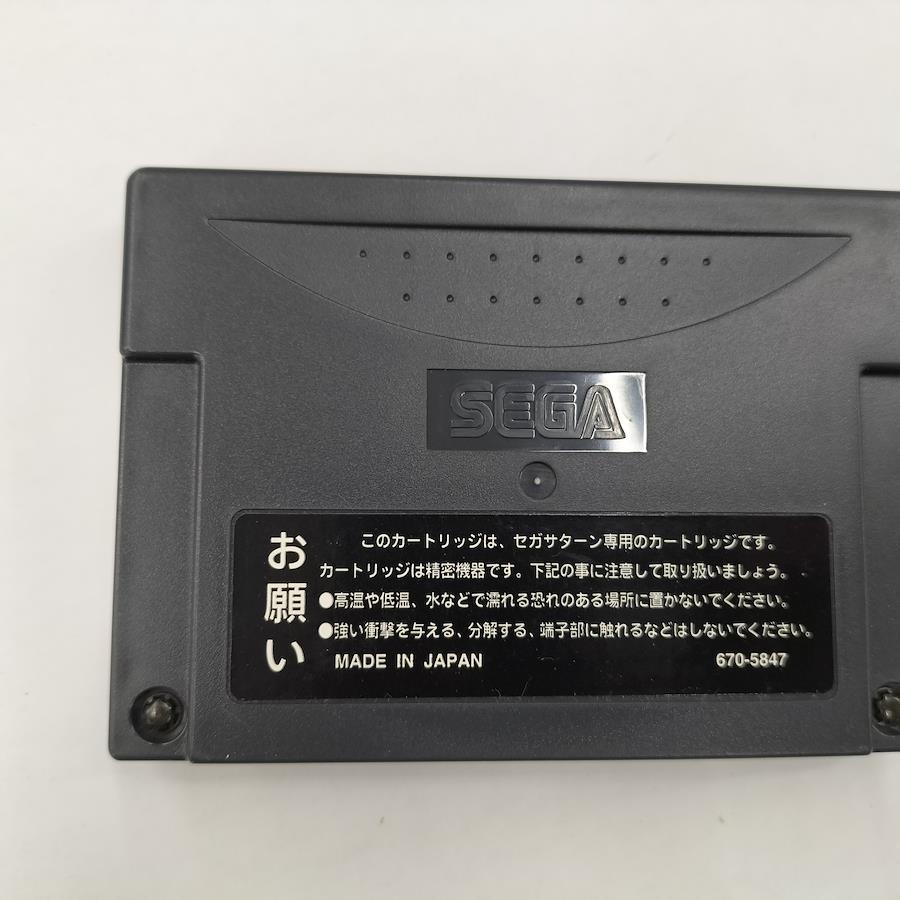 SEGA
お願い
このカートリッジは、セガサターン専用のカートリッジです。
カートリッジは精密機器です。下記の事に注意して取り扱いましょう。
●高温や低温、水などで濡れる恐れのある場所に置かないでください。
●強い衝撃を与える、分解する、端子部に触れるなどはしないでください。
MADE IN JAPAN 670-5847